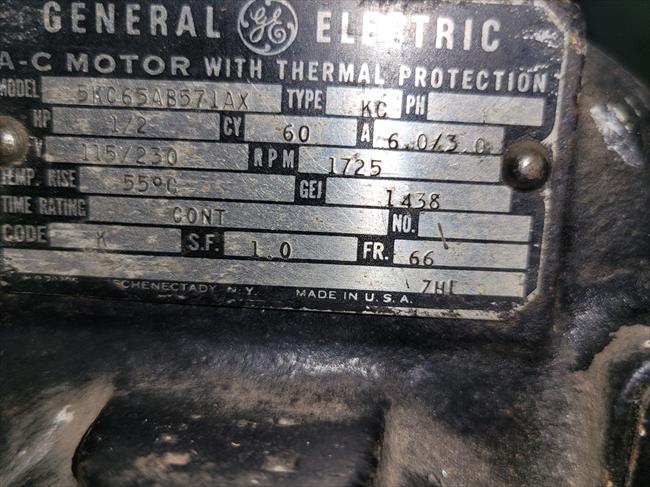 GENERAL GE ELECTRIC
A-C MOTOR WITH THERMAL PROTECTION
MODEL 5KC65AB571AX TYPE KC PH
HP 1/2 CY 60 A 6.0/3.0
V 115/230 RPM 1725
TEMP. RISE 55°C GEI 1438
TIME RATING CONT NO.
CODE K S.F. 1.0 FR. 66
SCHENECTADY N.Y. MADE IN U.S.A.